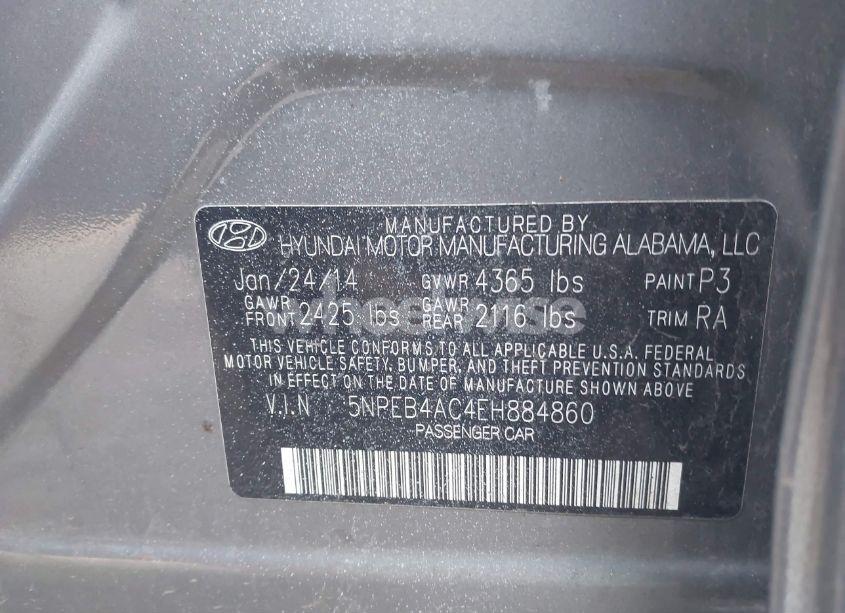 MANUFACTURED BY
HYUNDAI MOTOR MANUFACTURING ALABAMA, LLC
Jan/24/14 GVWR 4365 lbs PAINT P3
GAWR FRONT 2425 lbs GAWR REAR 2116 lbs TRIM RA
THIS VEHICLE CONFORMS TO ALL APPLICABLE U.S.A. FEDERAL
MOTOR VEHICLE SAFETY, BUMPER, AND THEFT PREVENTION STANDARDS
IN EFFECT ON THE DATE OF MANUFACTURE SHOWN ABOVE
V.I.N 5NPEB4AC4EH884860
PASSENGER CAR